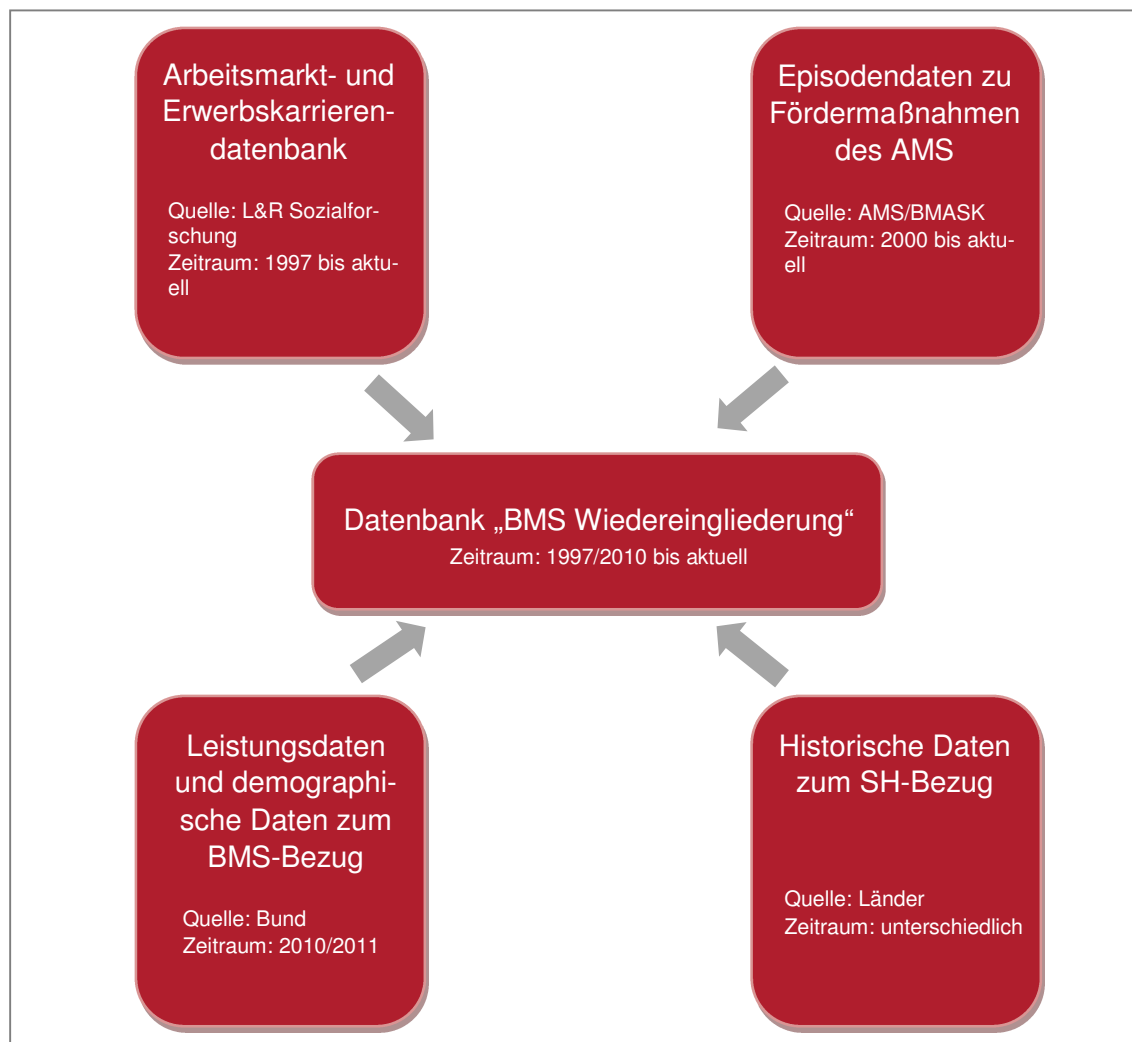 Arbeitsmarkt- und
Erwerbskarrieren-
datenbank
Quelle: L&R Sozialfor-
schung
Zeitraum: 1997 bis aktu-
ell
Episodendaten zu
Fördermaßnahmen
des AMS
Quelle: AMS/BMASK
Zeitraum: 2000 bis aktu-
ell
Datenbank „BMS Wiedereingliederung“
Zeitraum: 1997/2010 bis aktuell
Leistungsdaten
und demographi-
sche Daten zum
BMS-Bezug
Quelle: Bund
Zeitraum: 2010/2011
Historische Daten
zum SH-Bezug
Quelle: Länder
Zeitraum: unterschiedlich